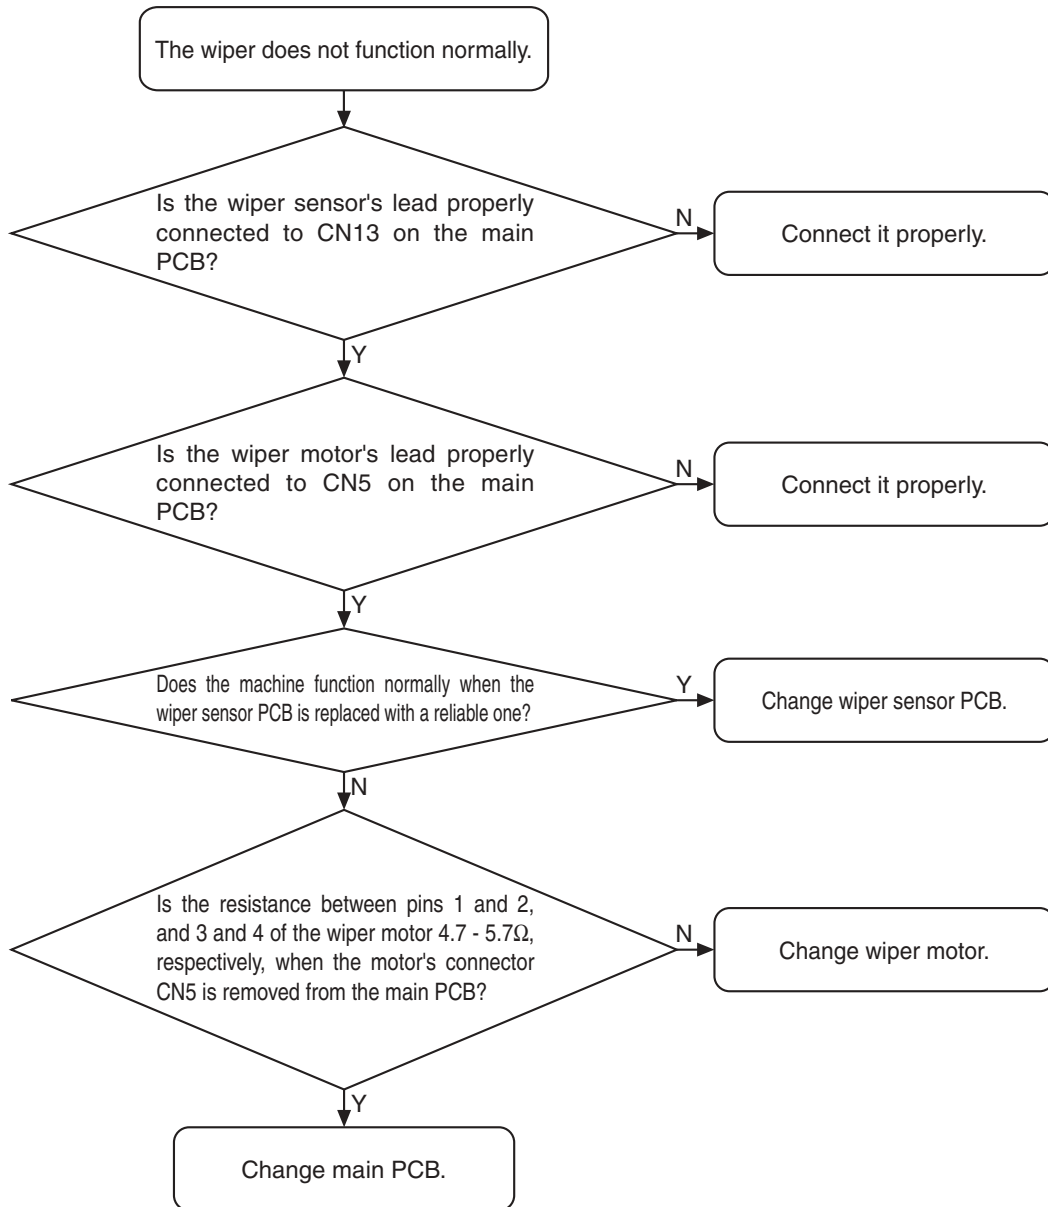 The wiper does not function normally.
Is the wiper sensor's lead properly
connected to CN13 on the main
PCB?
N
Connect it properly.
Y
Is the wiper motor's lead properly
connected to CN5 on the main
PCB?
N
Connect it properly.
Y
Does the machine function normally when the
wiper sensor PCB is replaced with a reliable one?
Y
Change wiper sensor PCB.
N
Is the resistance between pins 1 and 2,
and 3 and 4 of the wiper motor 4.7 - 5.7Ω,
respectively, when the motor's connector
CN5 is removed from the main PCB?
N
Change wiper motor.
Y
Change main PCB.